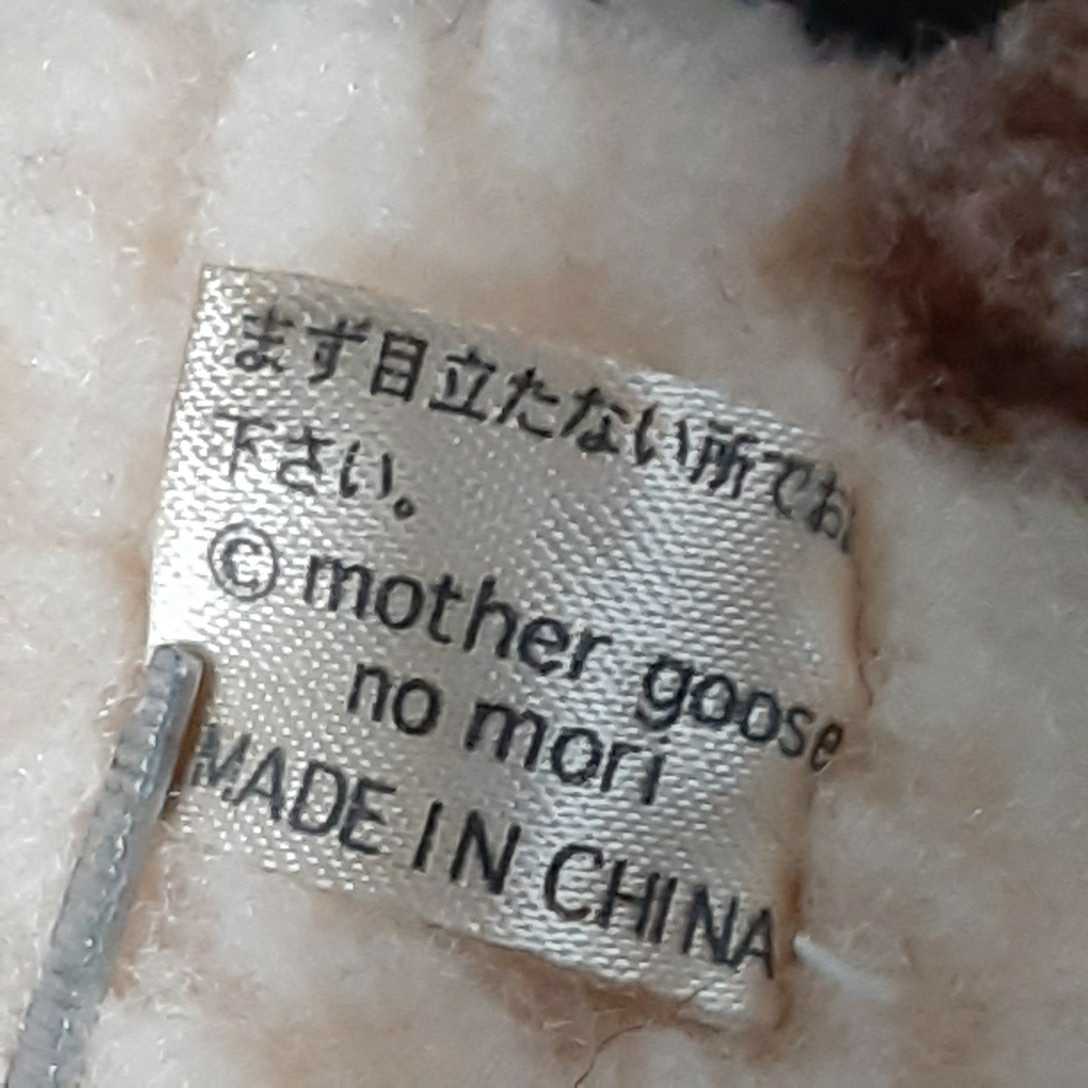 まず目立たない所でお
下さい。
© mother goose
no mori
MADE IN CHINA